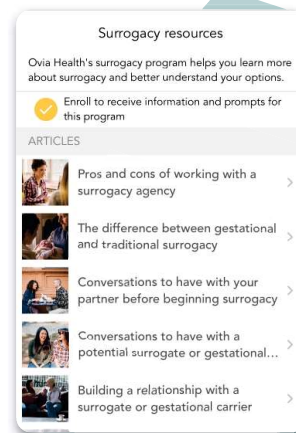 Surrogacy resources
Ovia Health's surrogacy program helps you learn more
about surrogacy and better understand your options.
Enroll to receive information and prompts for
this program
ARTICLES
Pros and cons of working with a
surrogacy agency
The difference between gestational
and traditional surrogacy
Conversations to have with your
partner before beginning surrogacy
Conversations to have with a
potential surrogate or gestational...
Building a relationship with a
surrogate or gestational carrier